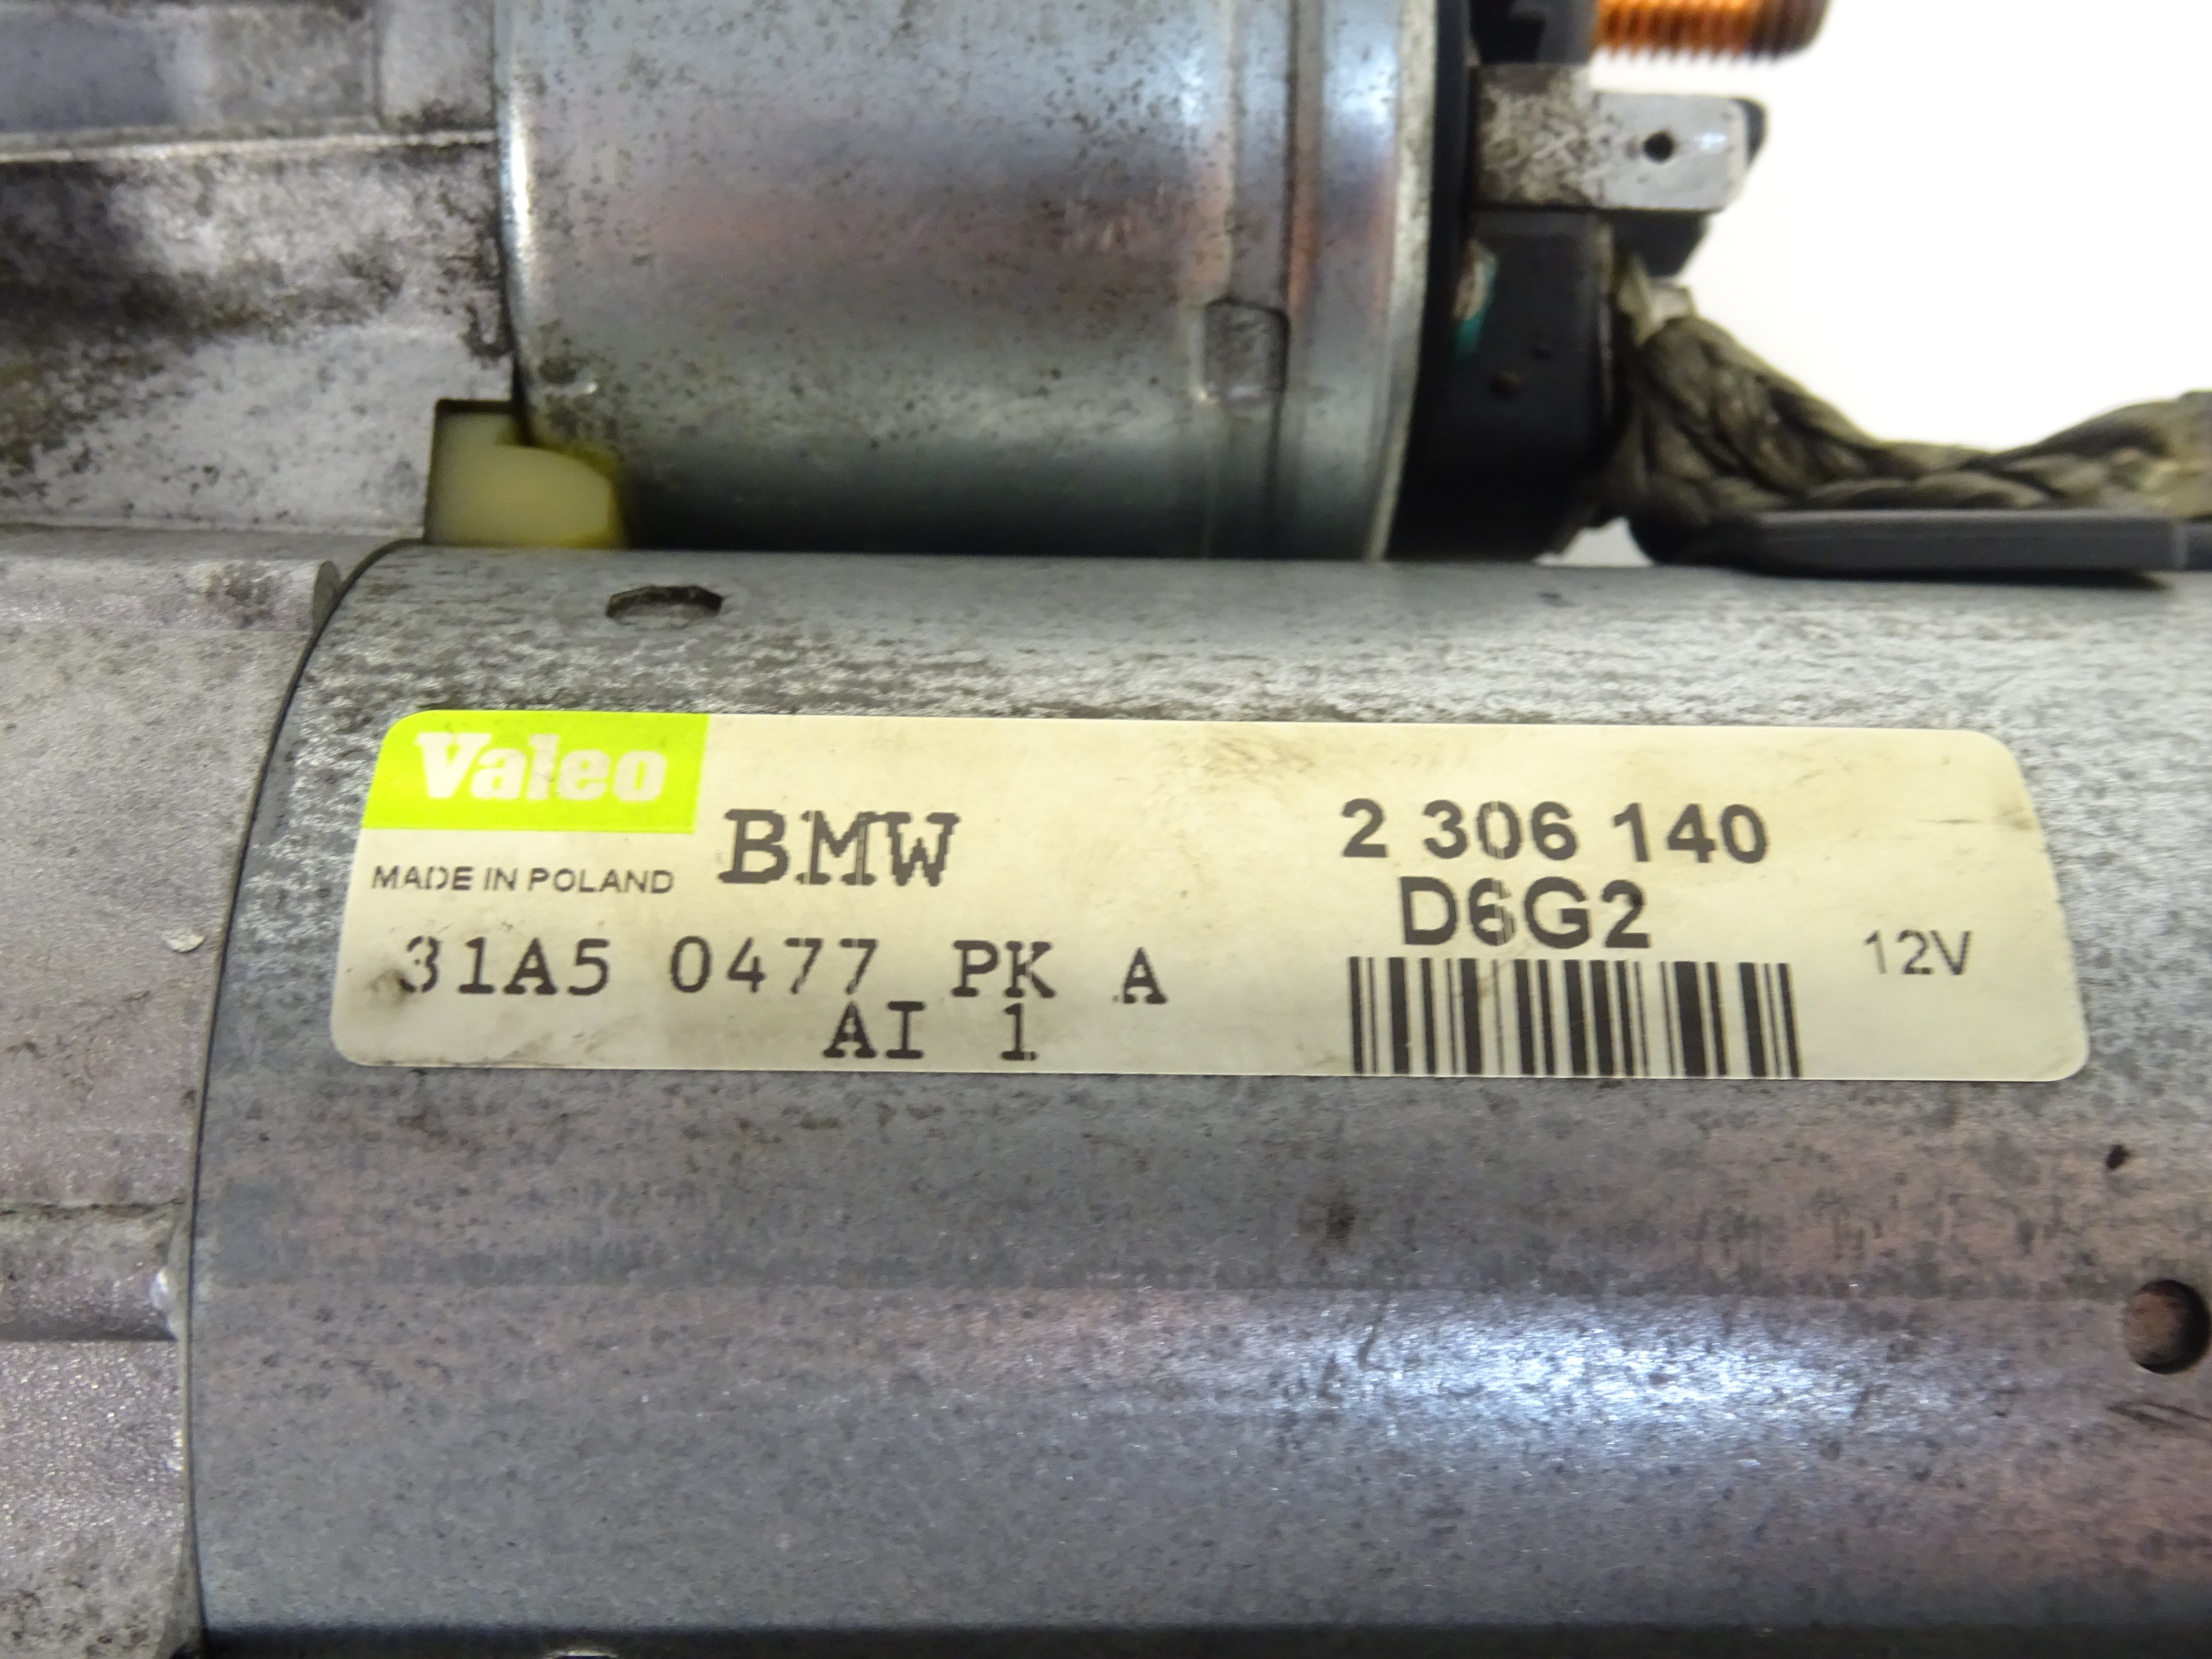 Valeo
BMW
2 306 140
MADE IN POLAND
D6G2
31A5 0477 PK A
12V
AI 1